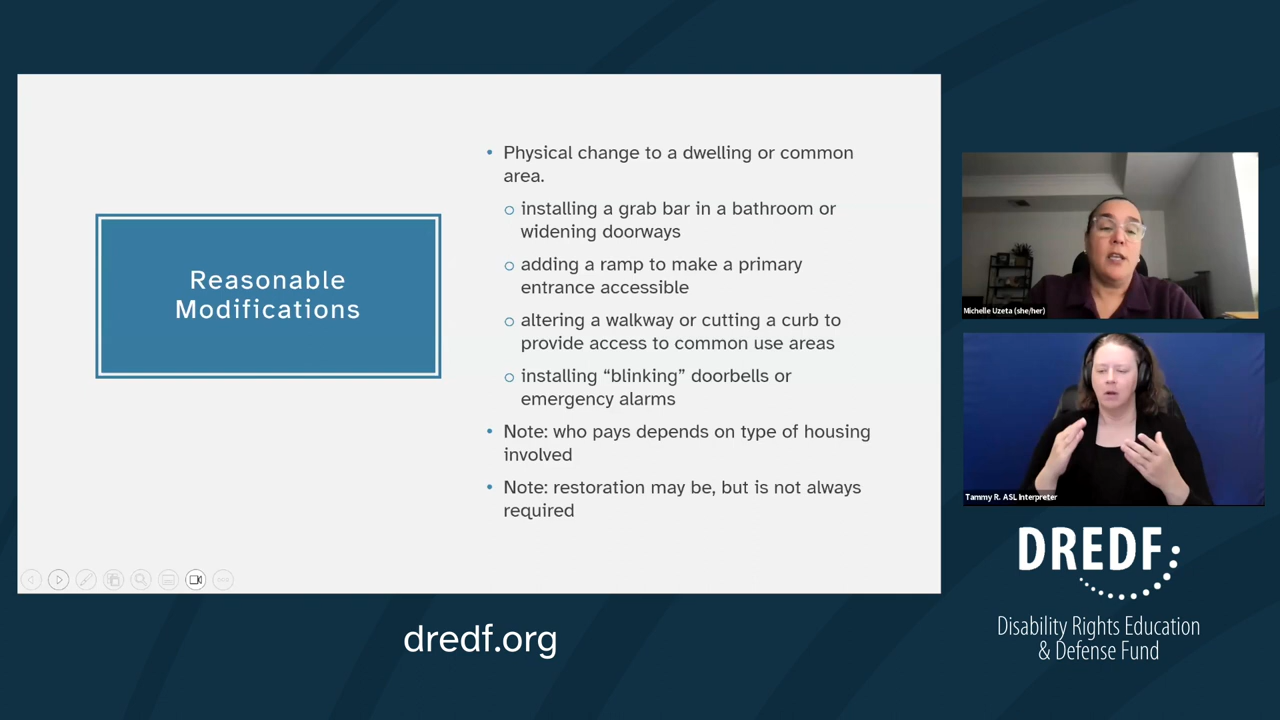 Reasonable
Modifications
• Physical change to a dwelling or common
area.
o installing a grab bar in a bathroom or
widening doorways
o adding a ramp to make a primary
entrance accessible
o altering a walkway or cutting a curb to
provide access to common use areas
o installing “blinking” doorbells or
emergency alarms
• Note: who pays depends on type of housing
involved
• Note: restoration may be, but is not always
required
Michelle Uzeta (she/her)
Tammy R. ASL Interpreter
DREDF
Disability Rights Education
& Defense Fund
dredf.org